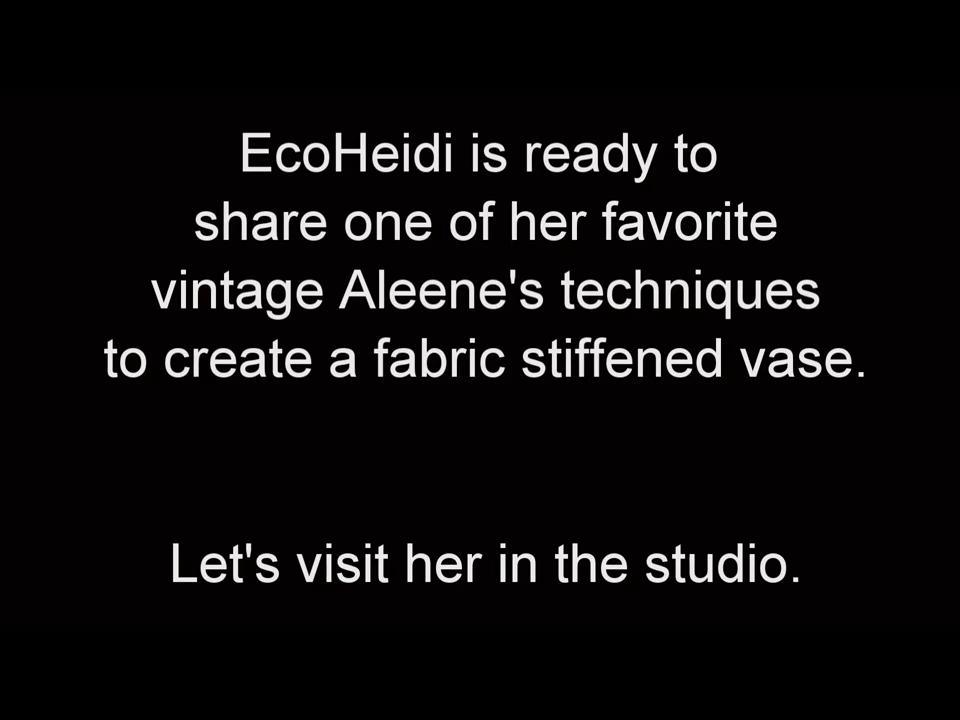 EcoHeidi is ready to
share one of her favorite
vintage Aleene's techniques
to create a fabric stiffened vase.
Let's visit her in the studio.